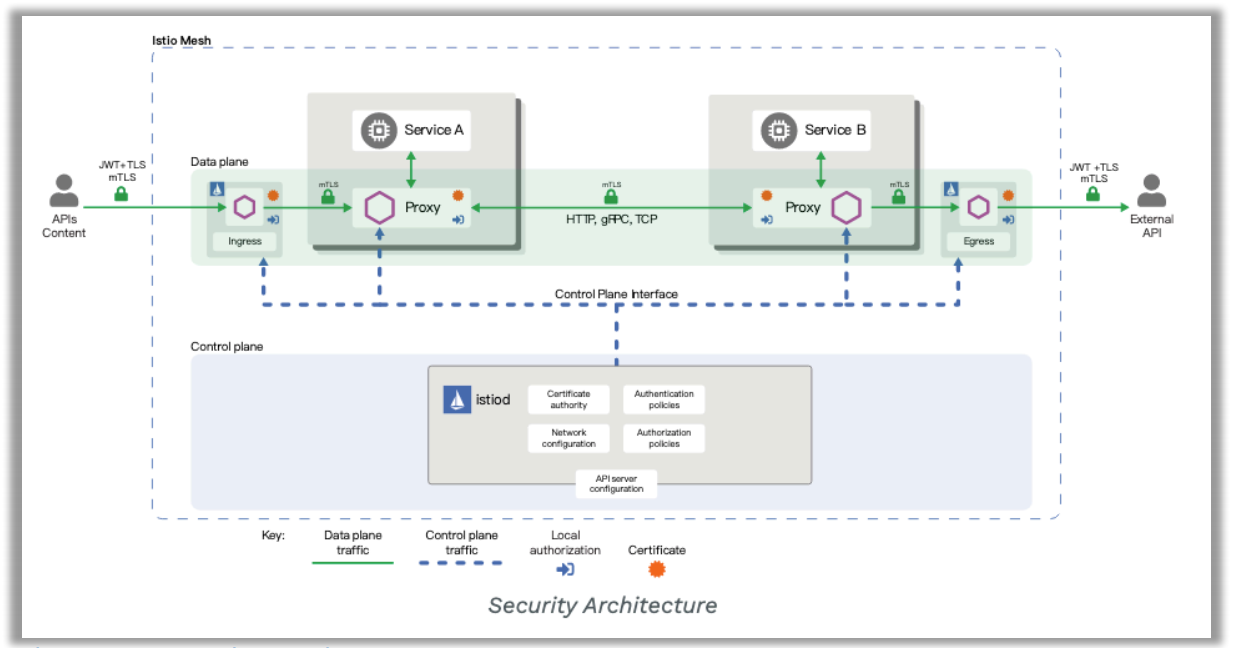 Istio Mesh
Service A
Service B
Data plane
JWT+TLS
mTLS
mTLS
mTLS
mTLS
JWT +TLS
mTLS
APIs
Content
Proxy
HTTP, gRPC, TCP
Proxy
External
API
Ingress
Egress
Control Plane Interface
Control plane
istiod
Certificate
authority
Authentication
policies
Network
configuration
Authorization
policies
API server
configuration
Key:
Data plane
traffic
Control plane
traffic
Local
authorization
Certificate
Security Architecture